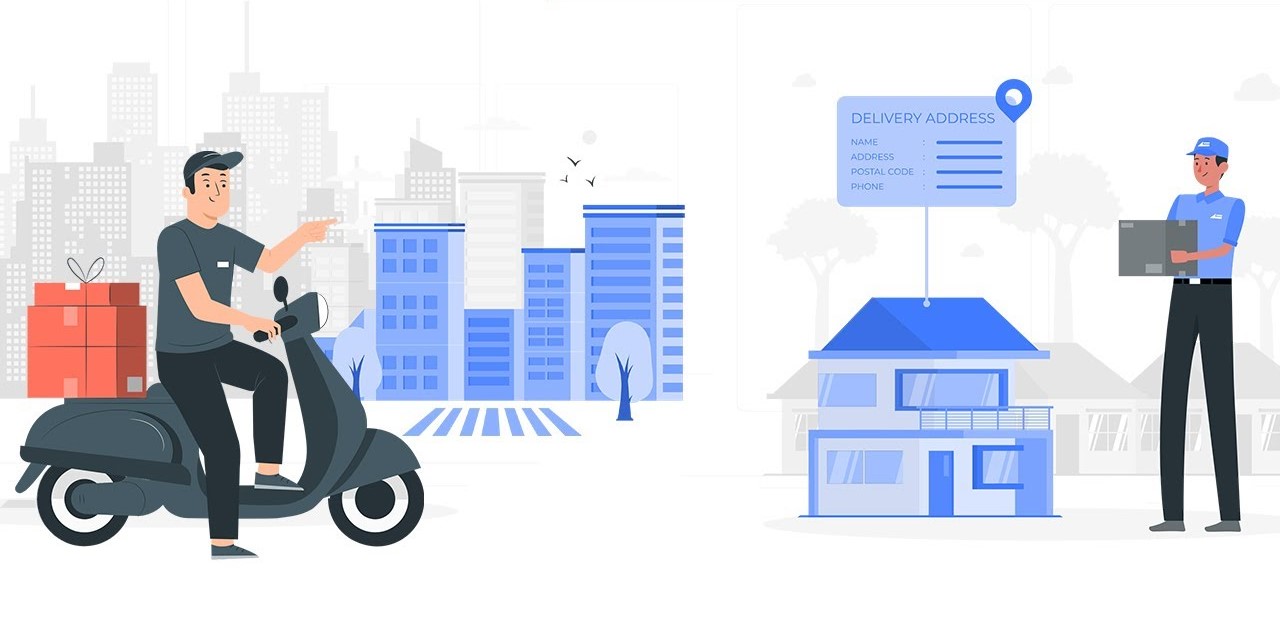 DELIVERY ADDRESS
NAME :
ADDRESS :
POSTAL CODE :
PHONE :